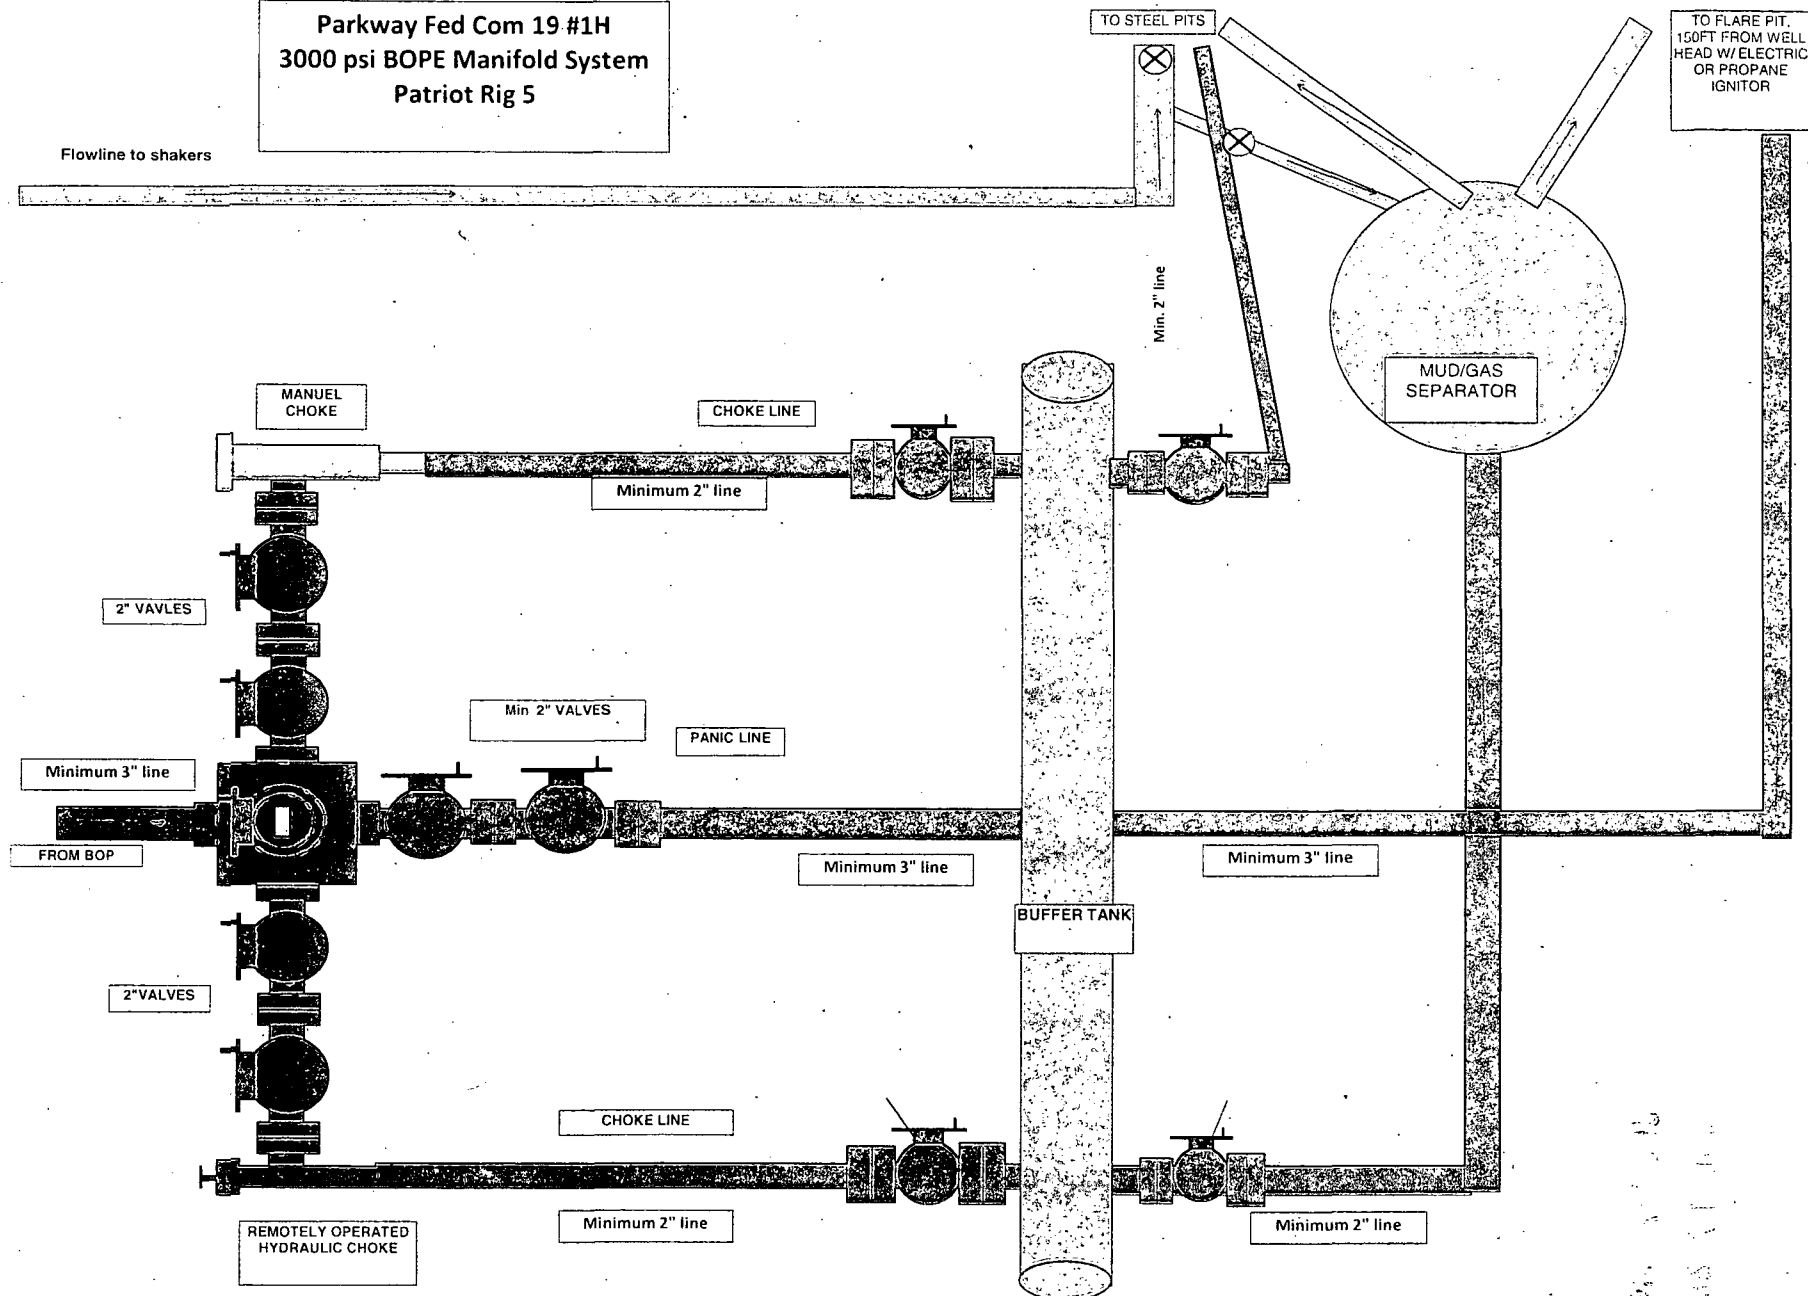 Parkway Fed Com 19 #1H
3000 psi BOPE Manifold System
Patriot Rig 5
TO STEEL PITS
TO FLARE PIT,
150FT FROM WELL
HEAD W/ ELECTRIC
OR PROPANE
IGNITOR
Flowline to shakers
Min. 2" line
MUD/GAS
SEPARATOR
MANUEL
CHOKE
CHOKE LINE
Minimum 2" line
2" VAVLES
Min 2" VALVES
PANIC LINE
Minimum 3" line
FROM BOP
Minimum 3" line
Minimum 3" line
BUFFER TANK
2"VALVES
CHOKE LINE
Minimum 2" line
Minimum 2" line
REMOTELY OPERATED
HYDRAULIC CHOKE